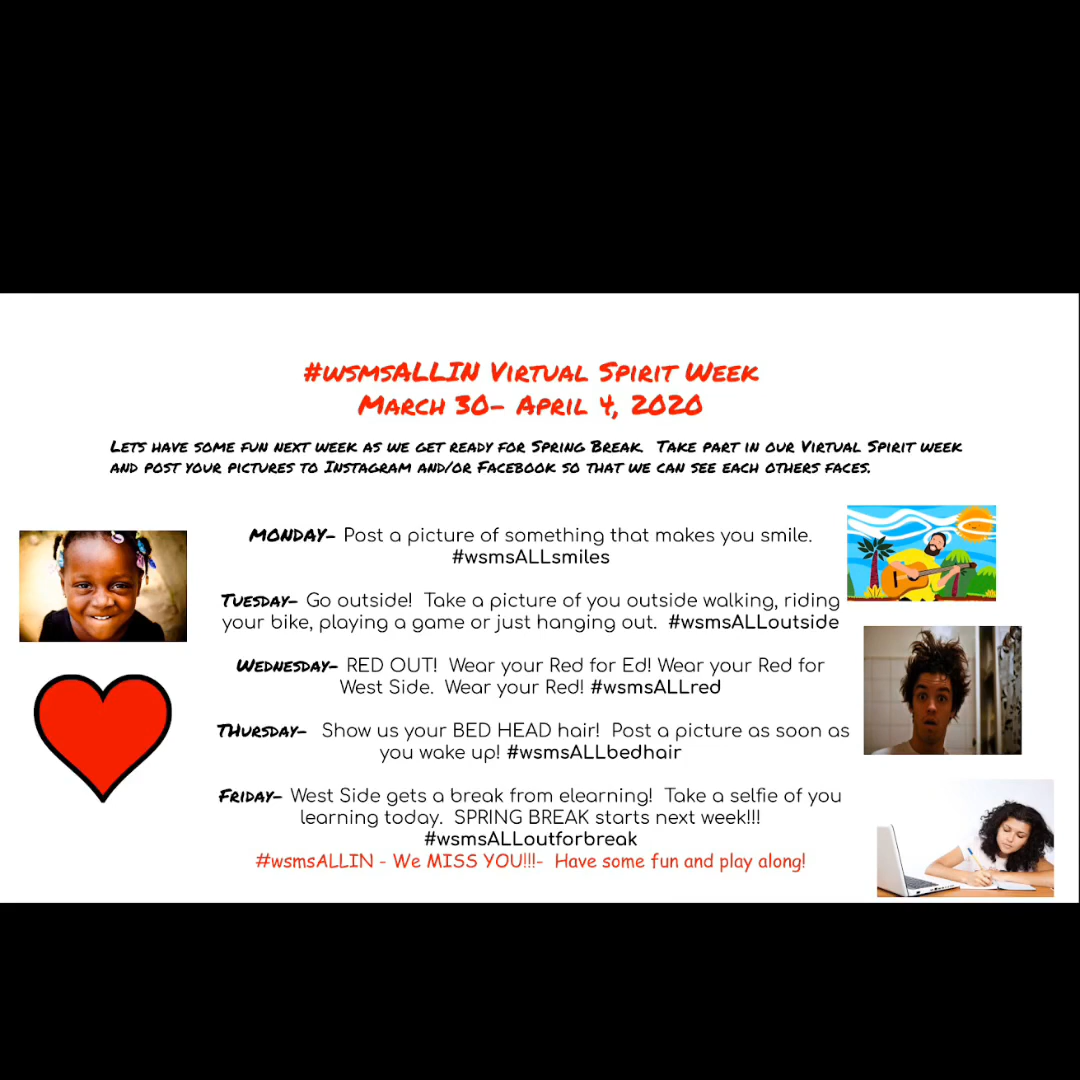 #wsmsALLIN Virtual Spirit Week
March 30- April 4, 2020
Lets have some fun next week as we get ready for Spring Break. Take part in our Virtual Spirit week
and post your pictures to Instagram and/or Facebook so that we can see each others faces.
MONDAY- Post a picture of something that makes you smile.
#wsmsALLsmiles
Tuesday- Go outside! Take a picture of you outside walking, riding
your bike, playing a game or just hanging out. #wsmsALLoutside
Wednesday- RED OUT! Wear your Red for Ed! Wear your Red for
West Side. Wear your Red! #wsmsALLred
THursday- Show us your BED HEAD hair! Post a picture as soon as
you wake up! #wsmsALLbedhair
Friday- West Side gets a break from elearning! Take a selfie of you
learning today. SPRING BREAK starts next week!!!
#wsmsALLoutforbreak
#wsmsALLIN - We MISS YOU!!!- Have some fun and play along!